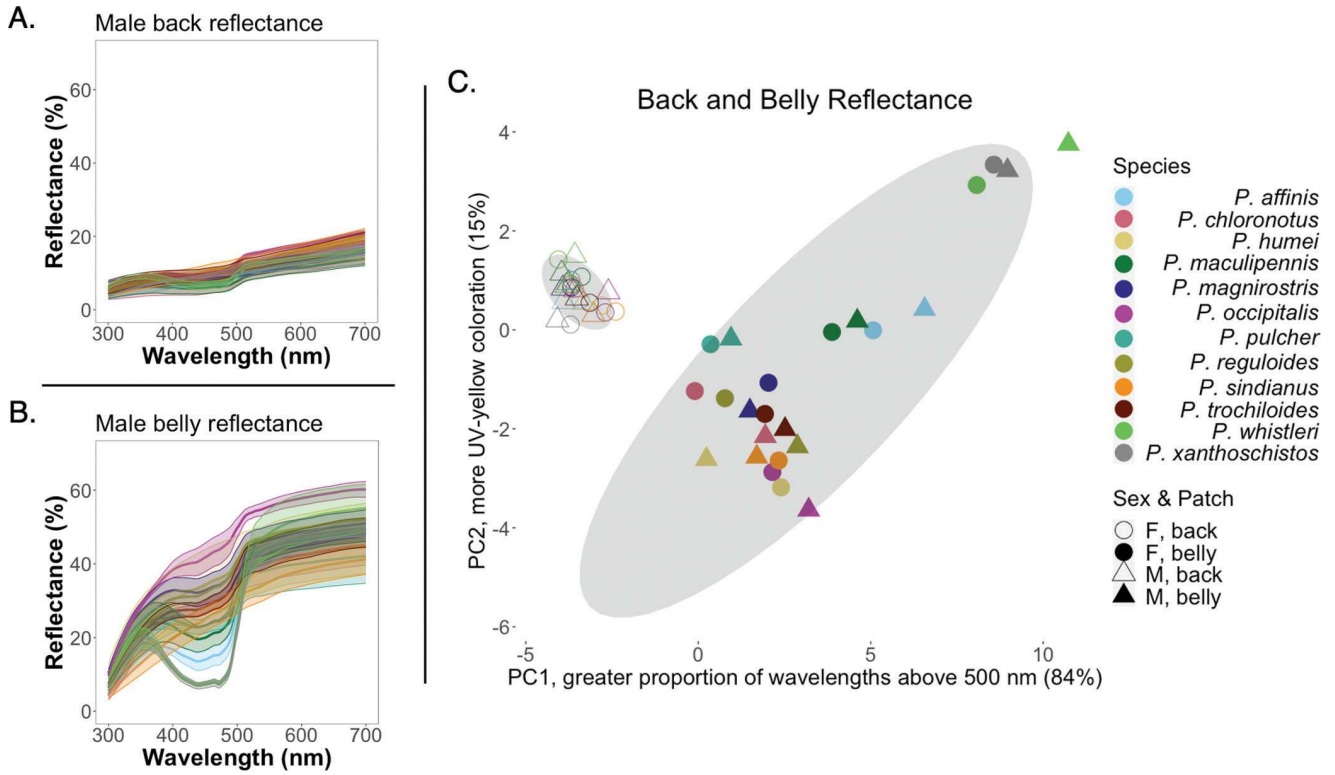 A.
Male back reflectance
Reflectance (%)
60
40
20
0
300 400 500 600 700
Wavelength (nm)
B.
Male belly reflectance
Reflectance (%)
60
40
20
0
300 400 500 600 700
Wavelength (nm)
C.
Back and Belly Reflectance
PC2, more UV-yellow coloration (15%)
4
2
0
-2
-4
-6
-5 0 5 10
PC1, greater proportion of wavelengths above 500 nm (84%)
Species
P. affinis
P. chloronotus
P. humei
P. maculipennis
P. magnirostris
P. occipitalis
P. pulcher
P. reguloides
P. sindianus
P. trochiloides
P. whistleri
P. xanthoschistos
Sex & Patch
F, back
F, belly
M, back
M, belly